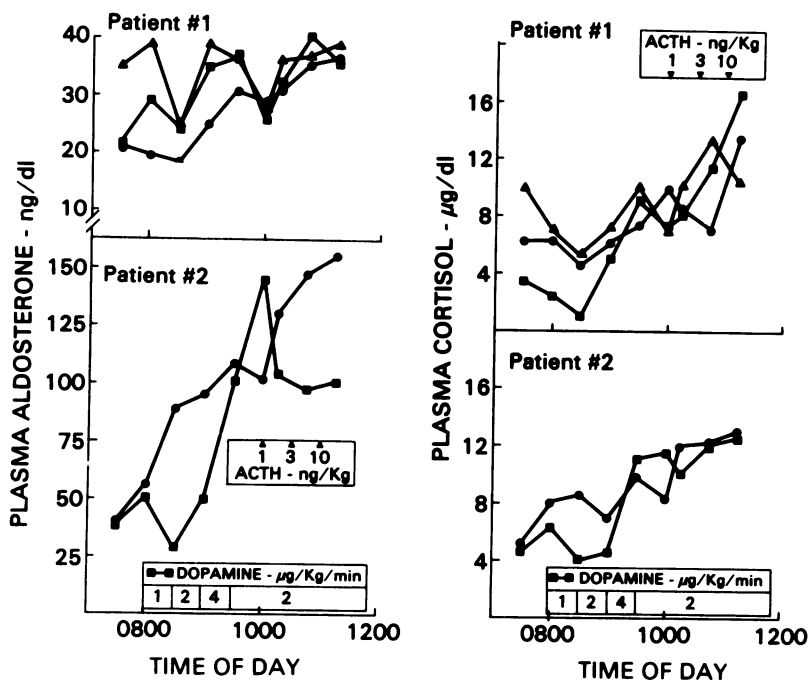 Patient #1
40
30
20
10
PLASMA ALDOSTERONE - ng/dl
Patient #2
150
125
100
75
50
25
1 3 10
ACTH - ng/Kg
DOPAMINE - µg/Kg/min
1 2 4 2
0800 1000 1200
TIME OF DAY
Patient #1
ACTH - ng/Kg
1 3 10
16
12
8
4
PLASMA CORTISOL - µg/dl
Patient #2
16
12
8
4
DOPAMINE - µg/Kg/min
1 2 4 2
0800 1000 1200
TIME OF DAY